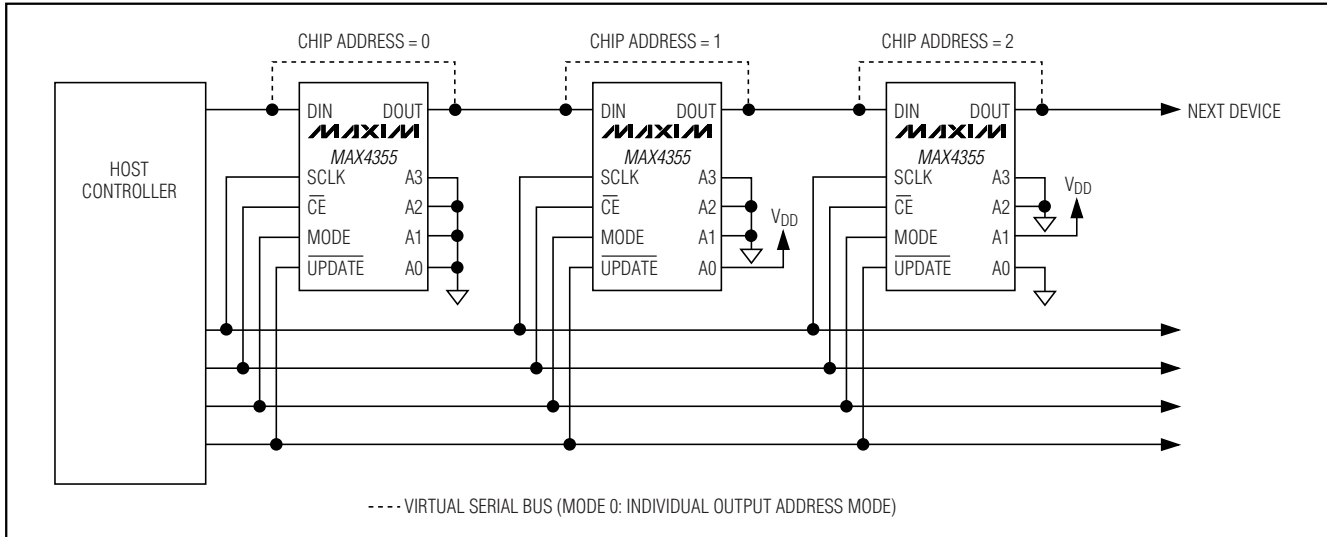 CHIP ADDRESS = 0
CHIP ADDRESS = 1
CHIP ADDRESS = 2
HOST
CONTROLLER
DIN DOUT
MAXIM
MAX4355
SCLK A3
CE A2
MODE A1
UPDATE A0
DIN DOUT
MAXIM
MAX4355
SCLK A3
CE A2
MODE A1
UPDATE A0
VDD
DIN DOUT
MAXIM
MAX4355
SCLK A3
CE A2
MODE A1
UPDATE A0
VDD
NEXT DEVICE
---- VIRTUAL SERIAL BUS (MODE 0: INDIVIDUAL OUTPUT ADDRESS MODE)